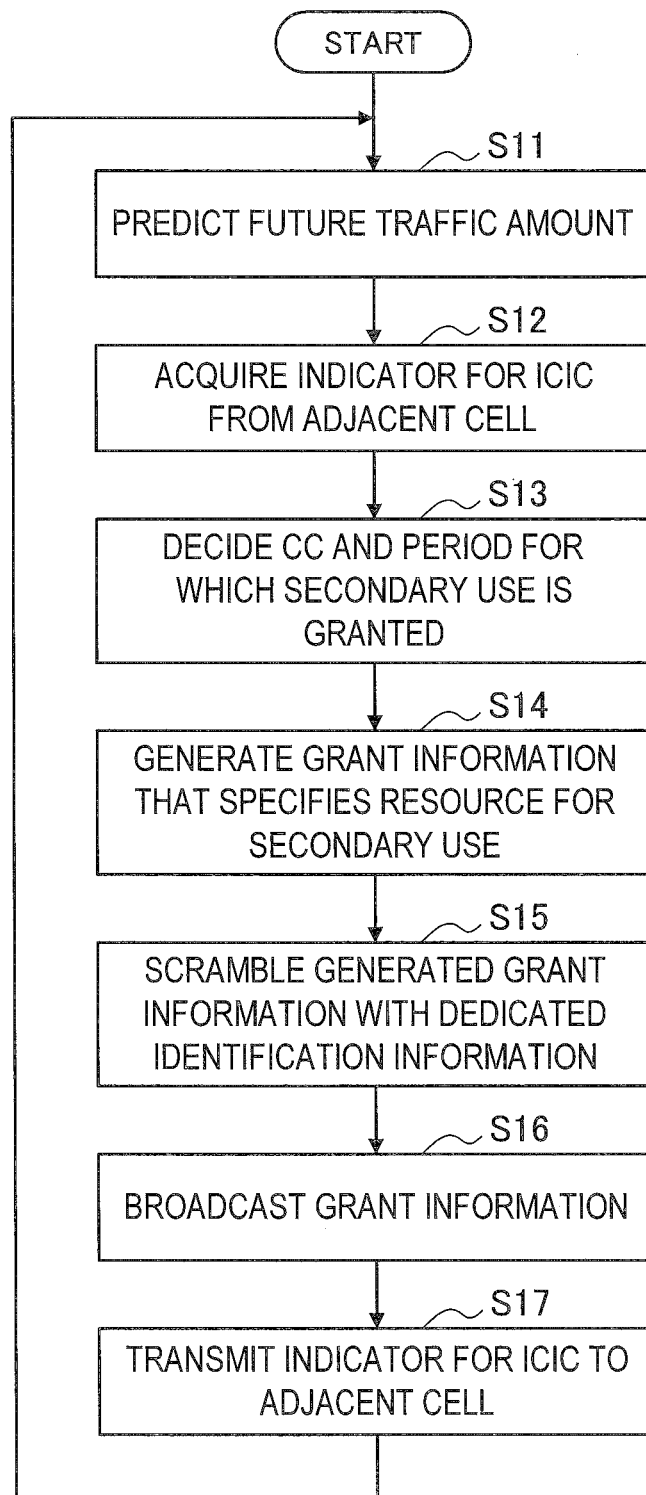 START
S11
PREDICT FUTURE TRAFFIC AMOUNT
S12
ACQUIRE INDICATOR FOR ICIC
FROM ADJACENT CELL
S13
DECIDE CC AND PERIOD FOR
WHICH SECONDARY USE IS
GRANTED
S14
GENERATE GRANT INFORMATION
THAT SPECIFIES RESOURCE FOR
SECONDARY USE
S15
SCRAMBLE GENERATED GRANT
INFORMATION WITH DEDICATED
IDENTIFICATION INFORMATION
S16
BROADCAST GRANT INFORMATION
S17
TRANSMIT INDICATOR FOR ICIC TO
ADJACENT CELL